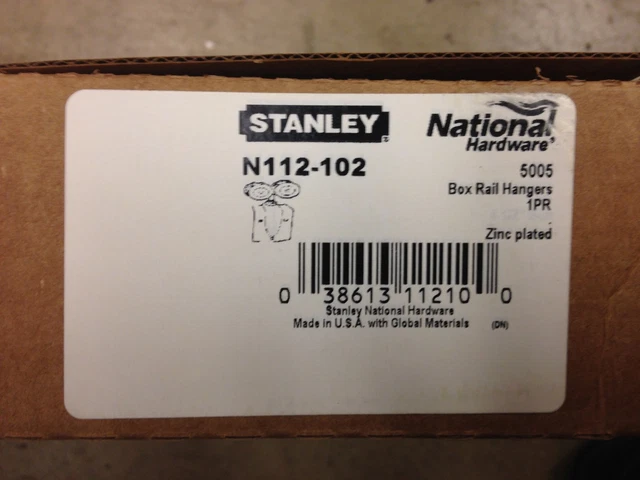 STANLEY
National
Hardware
N112-102
5005
Box Rail Hangers
1PR
Zinc plated
0 38613 11210 0
Stanley National Hardware
Made in U.S.A. with Global Materials (DN)